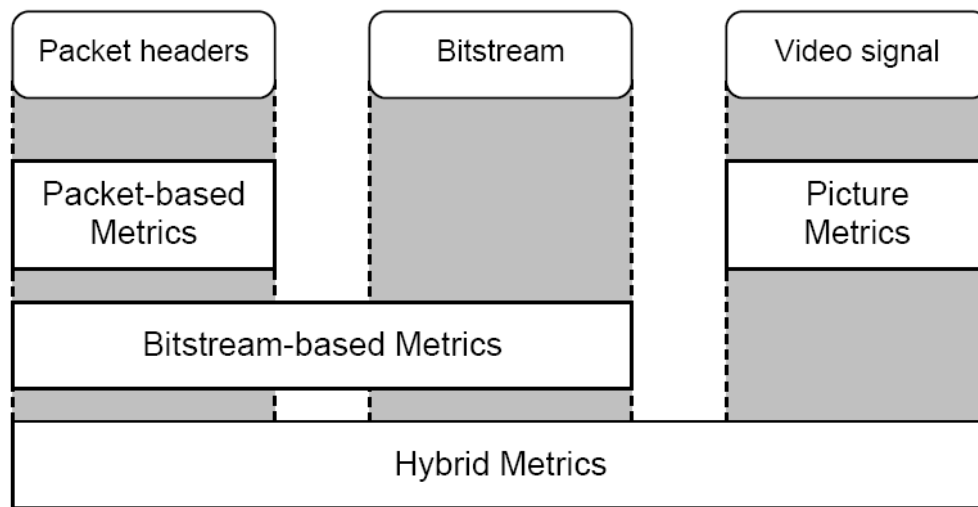 Packet headers
Bitstream
Video signal
Packet-based
Metrics
Picture
Metrics
Bitstream-based Metrics
Hybrid Metrics